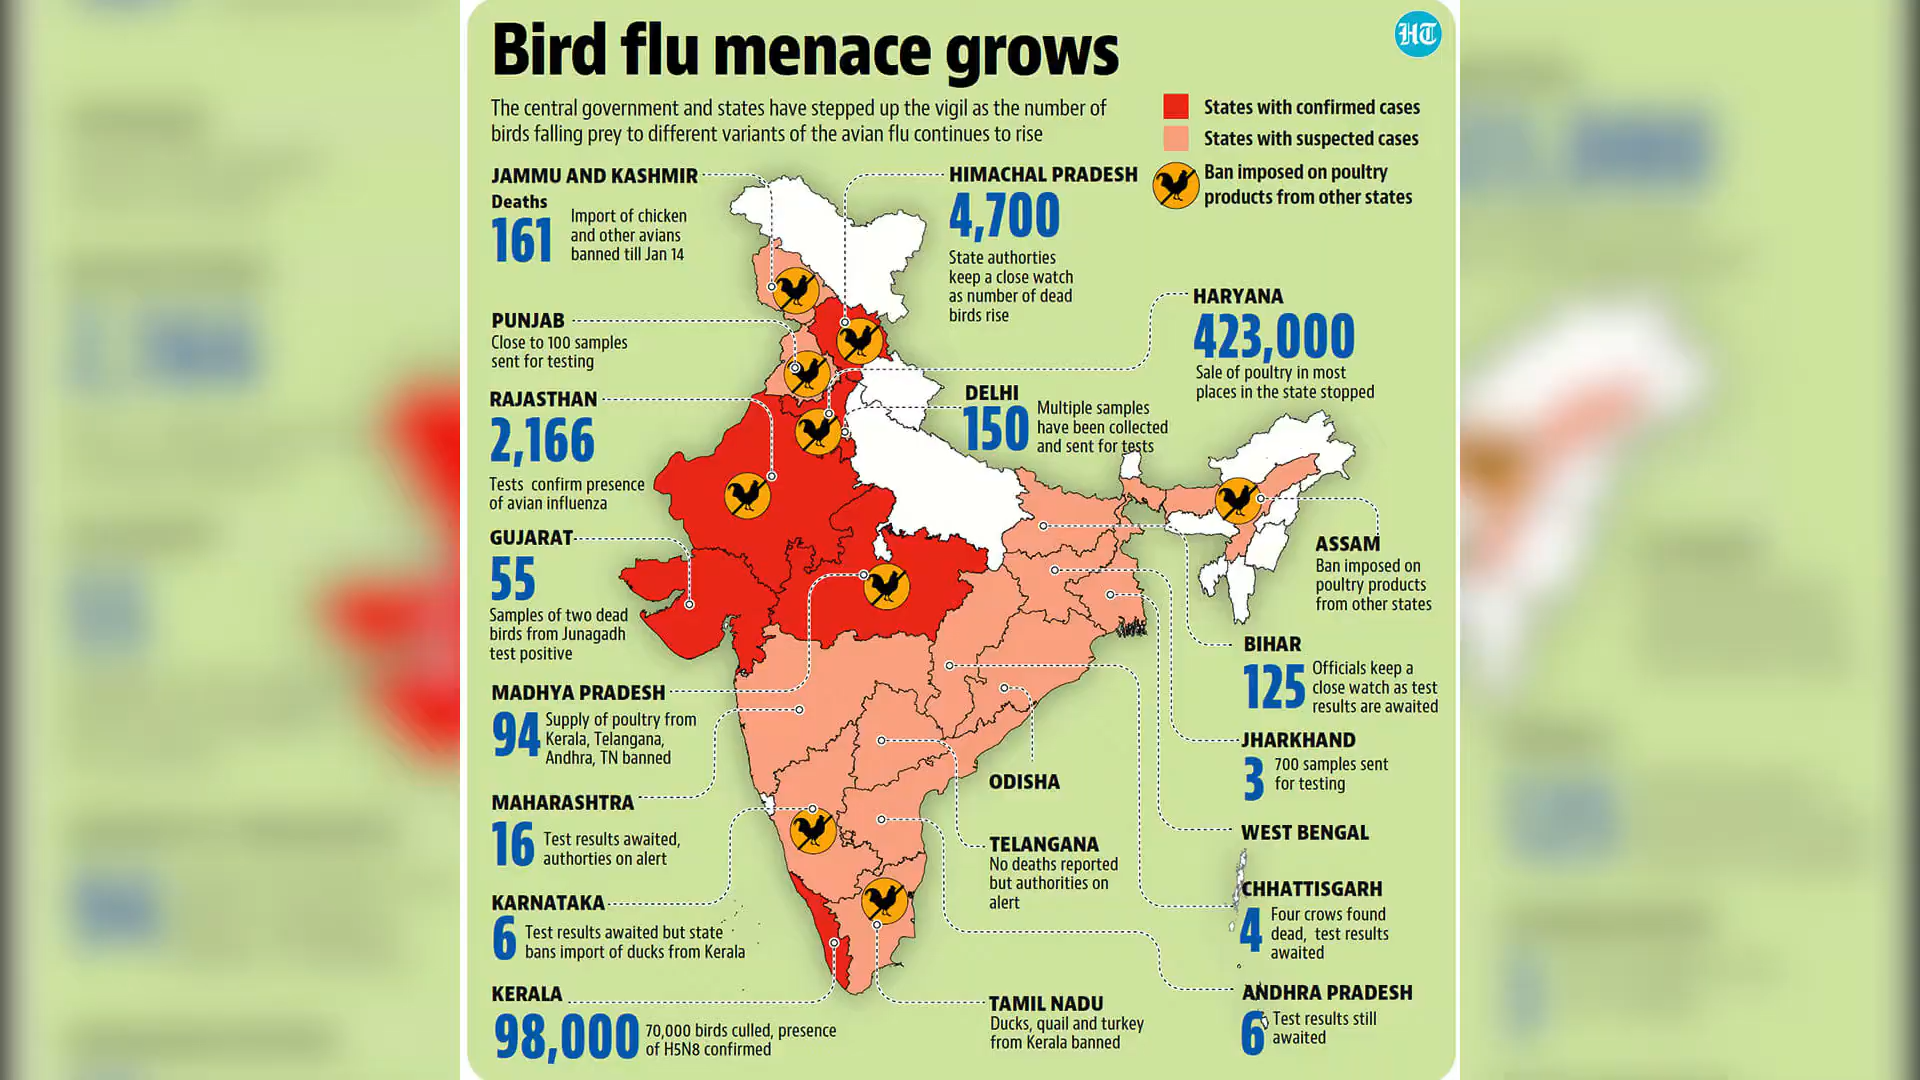 Bird flu menace grows
HT
The central government and states have stepped up the vigil as the number of
birds falling prey to different variants of the avian flu continues to rise
States with confirmed cases
States with suspected cases
Ban imposed on poultry
products from other states
JAMMU AND KASHMIR
Deaths
161
Import of chicken
and other avians
banned till Jan 14
HIMACHAL PRADESH
4,700
State authorties
keep a close watch
as number of dead
birds rise
PUNJAB
Close to 100 samples
sent for testing
HARYANA
423,000
Sale of poultry in most
places in the state stopped
RAJASTHAN
2,166
Tests confirm presence
of avian influenza
DELHI
150
Multiple samples
have been collected
and sent for tests
GUJARAT
55
Samples of two dead
birds from Junagadh
test positive
ASSAM
Ban imposed on
poultry products
from other states
MADHYA PRADESH
94
Supply of poultry from
Kerala, Telangana,
Andhra, TN banned
BIHAR
125
Officials keep a
close watch as test
results are awaited
JHARKHAND
3
700 samples sent
for testing
MAHARASHTRA
16
Test results awaited,
authorties on alert
ODISHA
WEST BENGAL
TELANGANA
No deaths reported
but authorities on
alert
KARNATAKA
6
Test results awaited but state
bans import of ducks from Kerala
CHHATTISGARH
4
Four crows found
dead, test results
awaited
KERALA
98,000
70,000 birds culled, presence
of H5N8 confirmed
TAMIL NADU
Ducks, quail and turkey
from Kerala banned
ANDHRA PRADESH
6
Test results still
awaited